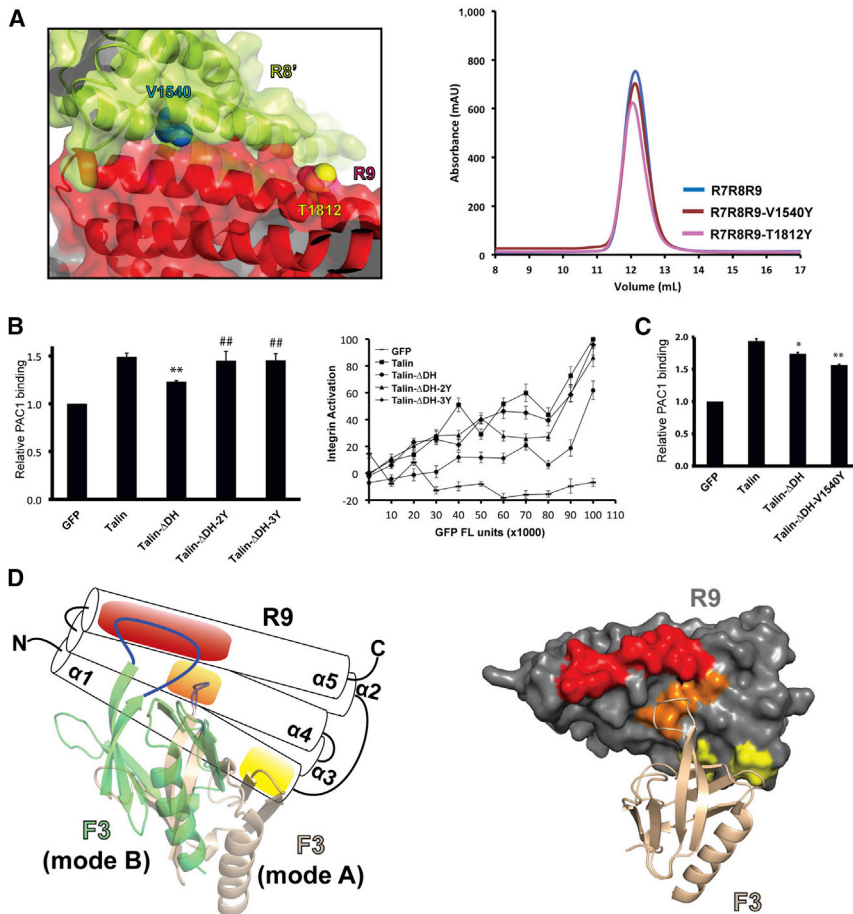 A
V1540
R8'
R9
T1812
Absorbance (mAU)
1,000
800
600
400
200
0
R7R8R9
R7R8R9-V1540Y
R7R8R9-T1812Y
8 9 10 11 12 13 14 15 16 17
Volume (mL)
B
Relative PAC1 binding
1.5
1.0
0.5
0.0
**
##
##
GFP
Talin
Talin-ΔDH
Talin-ΔDH-2Y
Talin-ΔDH-3Y
Integrin Activation
100
80
60
40
20
0
-20
GFP
Talin
Talin-ΔDH
Talin-ΔDH-2Y
Talin-ΔDH-3Y
10 20 30 40 50 60 70 80 90 100 110
GFP FL units (x1000)
C
Relative PAC1 binding
2.0
1.5
1.0
0.5
0.0
*
**
GFP
Talin
Talin-ΔDH
Talin-ΔDH-V1540Y
D
R9
N
C
α1
α5
α2
α4
α3
F3
(mode B)
F3
(mode A)
R9
F3